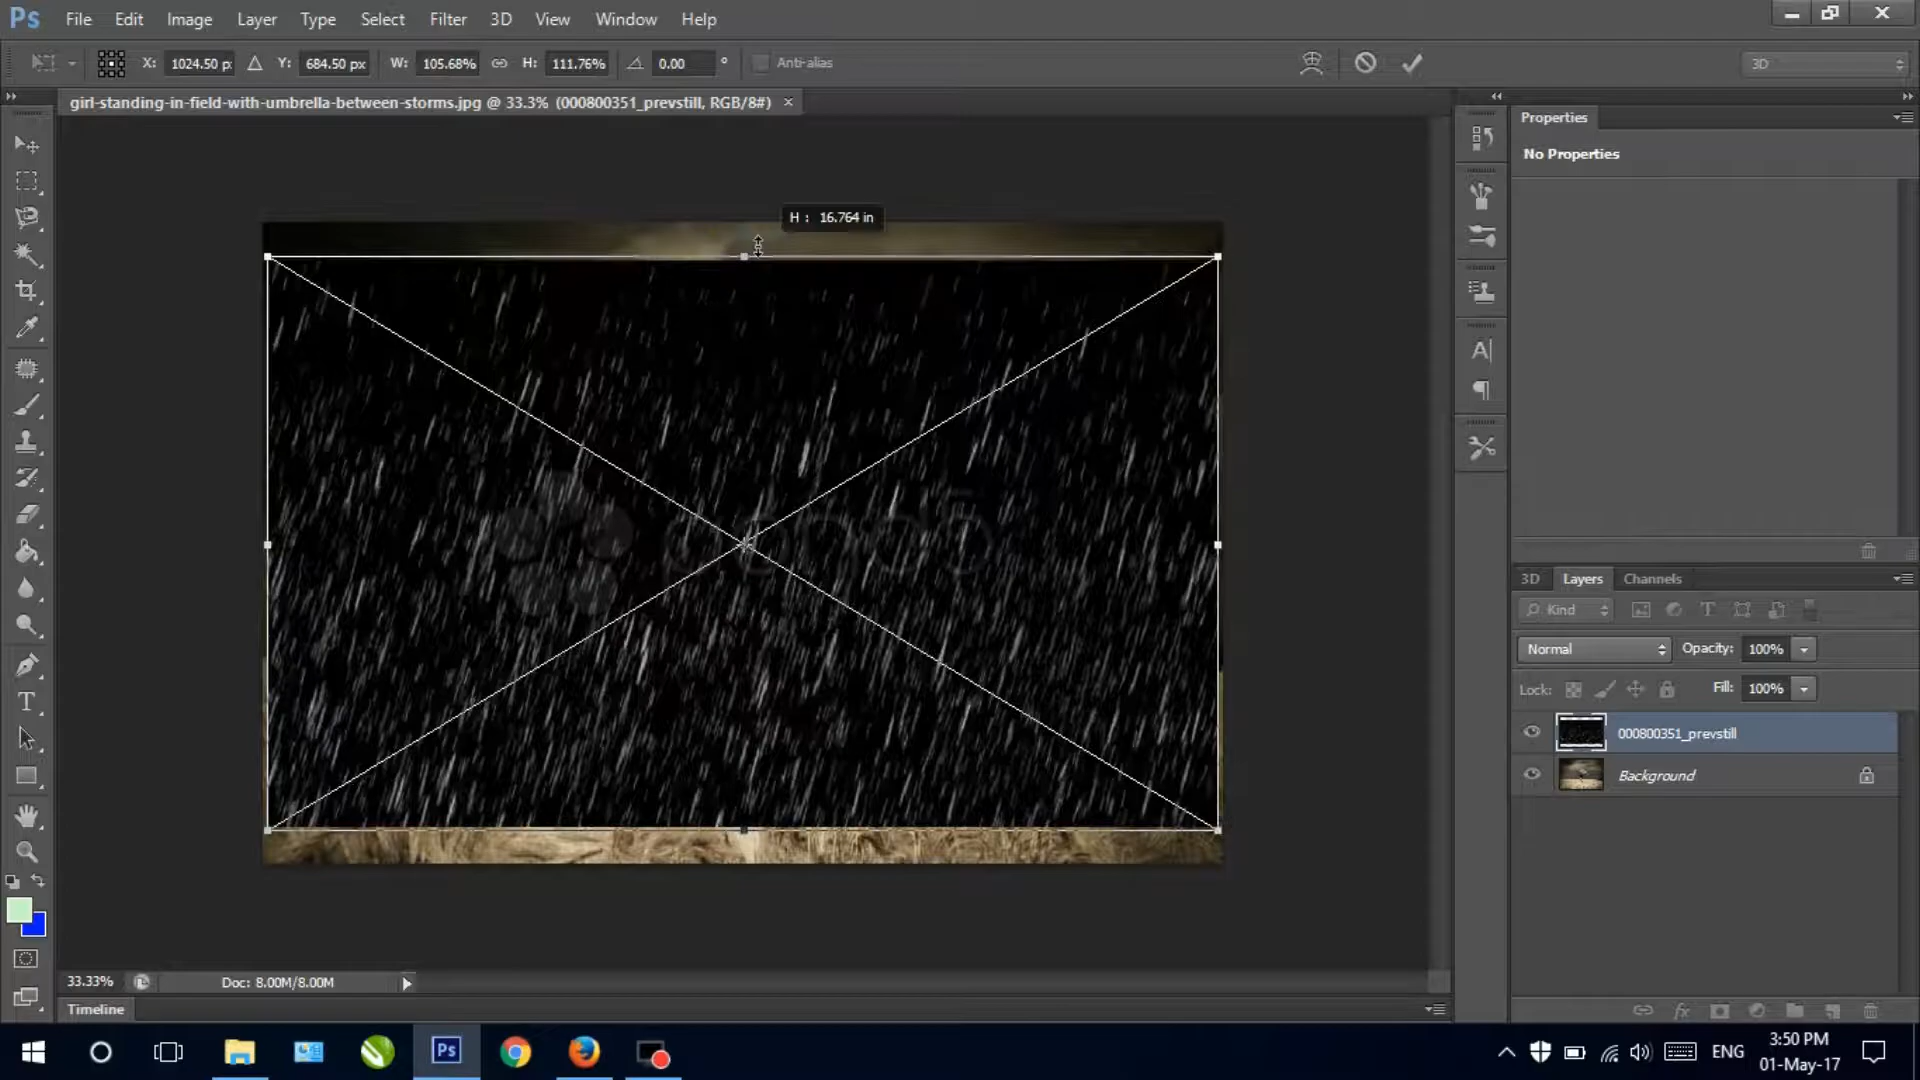 Ps File Edit Image Layer Type Select Filter 3D View Window Help
X: 1024.50 p Y: 684.50 px W: 105.68% H: 111.76% 0.00 ° Anti-alias 3D
girl-standing-in-field-with-umbrella-between-storms.jpg @ 33.3% (000800351_prevstill, RGB/8#) ×
Properties
No Properties
H : 16.764 in
3D Layers Channels
Kind
Normal Opacity: 100%
Lock: Fill: 100%
000800351_prevstill
Background
33.33% Doc: 8.00M/8.00M
Timeline
Ps ENG 3:50 PM
01-May-17